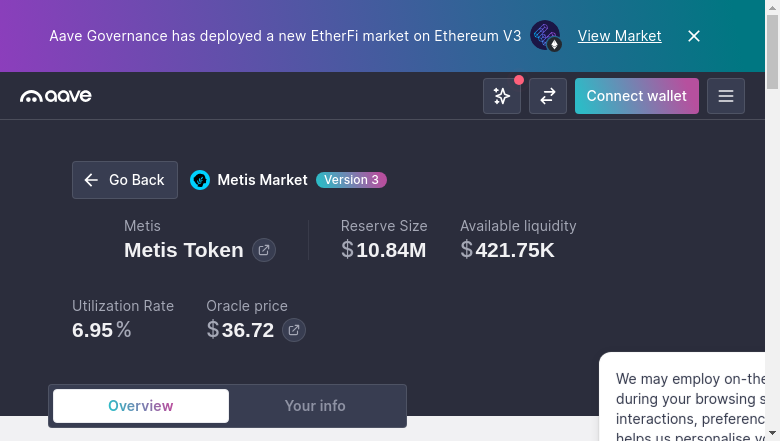 Aave Governance has deployed a new EtherFi market on Ethereum V3 View Market
aave
Connect wallet
Go Back Metis Market Version 3
Metis Reserve Size Available liquidity
Metis Token $10.84M $421.75K
Utilization Rate Oracle price
6.95% $36.72
Overview Your info
We may employ on-the
during your browsing s
interactions, preferenc
helps us personalise y